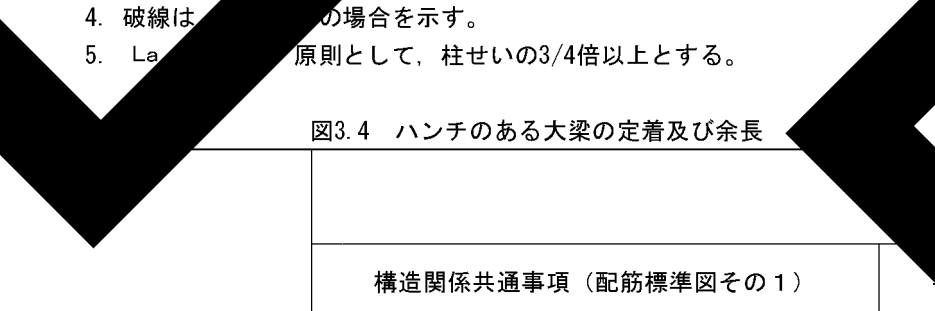 4. 破線は の場合を示す。
5. La 原則として，柱せいの3/4倍以上とする。
図3.4 ハンチのある大梁の定着及び余長
構造関係共通事項（配筋標準図その１）